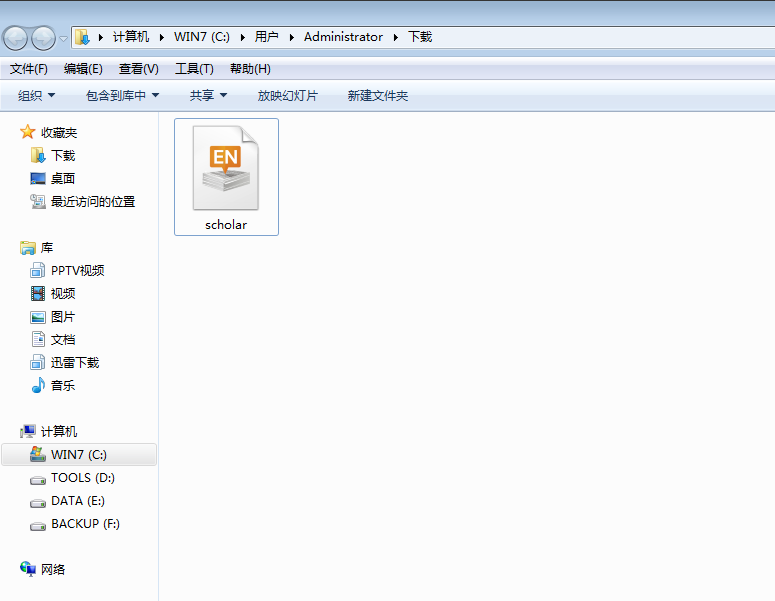 计算机 WIN7 (C:) 用户 Administrator 下载
文件(F) 编辑(E) 查看(V) 工具(T) 帮助(H)
组织 包含到库中 共享 放映幻灯片 新建文件夹
收藏夹
下载
桌面
最近访问的位置
库
PPTV视频
视频
图片
文档
迅雷下载
音乐
计算机
WIN7 (C:)
TOOLS (D:)
DATA (E:)
BACKUP (F:)
网络
EN
scholar